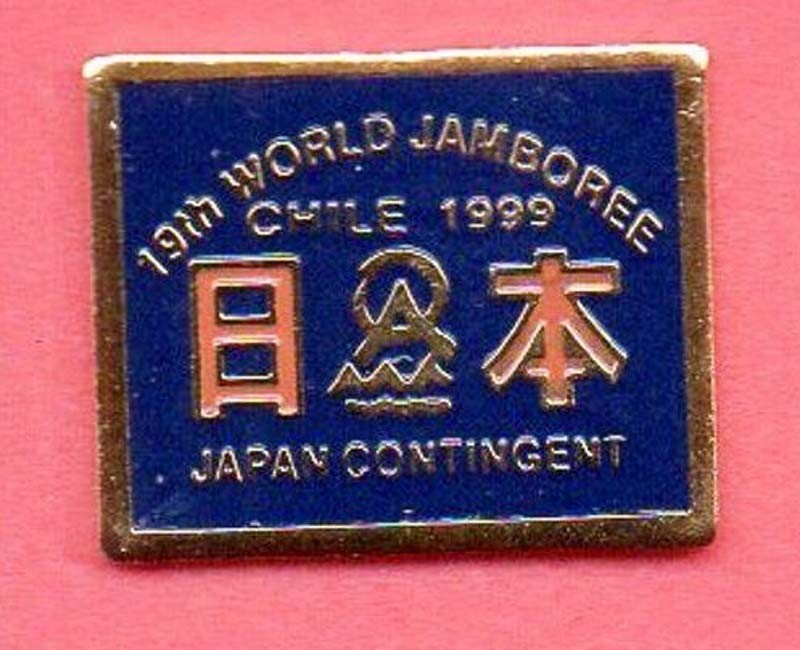 19th WORLD JAMBOREE
CHILE 1999
日本
JAPAN CONTINGENT